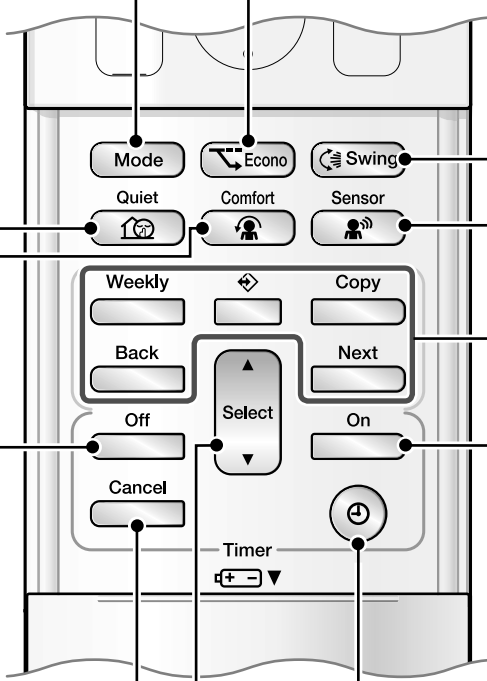 Mode
Econo
Swing
Quiet
Comfort
Sensor
Weekly
Copy
Back
Next
Select
Off
On
Cancel
Timer